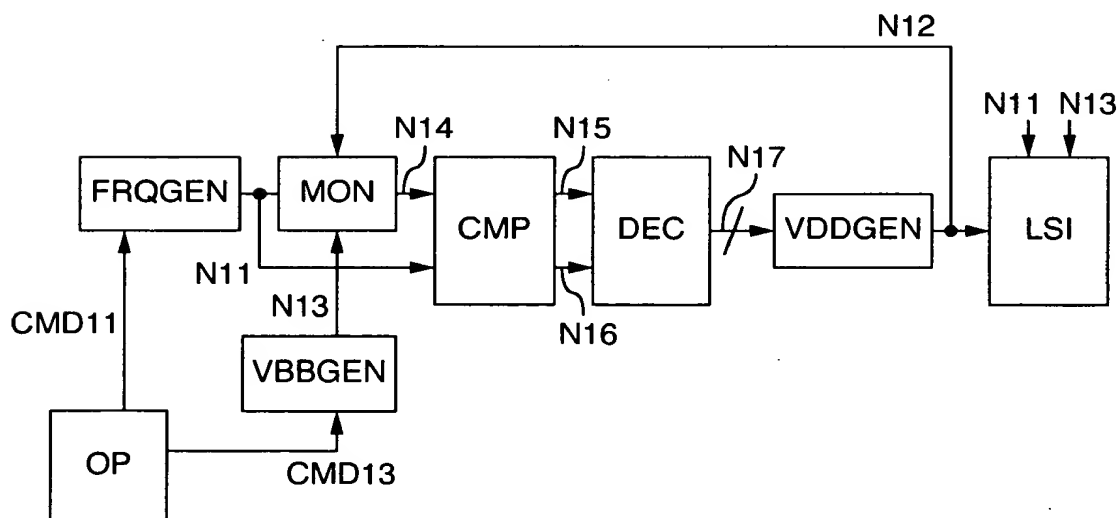 N12
N11 N13
N14
N15
N17
FRQGEN
MON
CMP
DEC
VDDGEN
LSI
N11
N13
N16
CMD11
VBBGEN
OP
CMD13